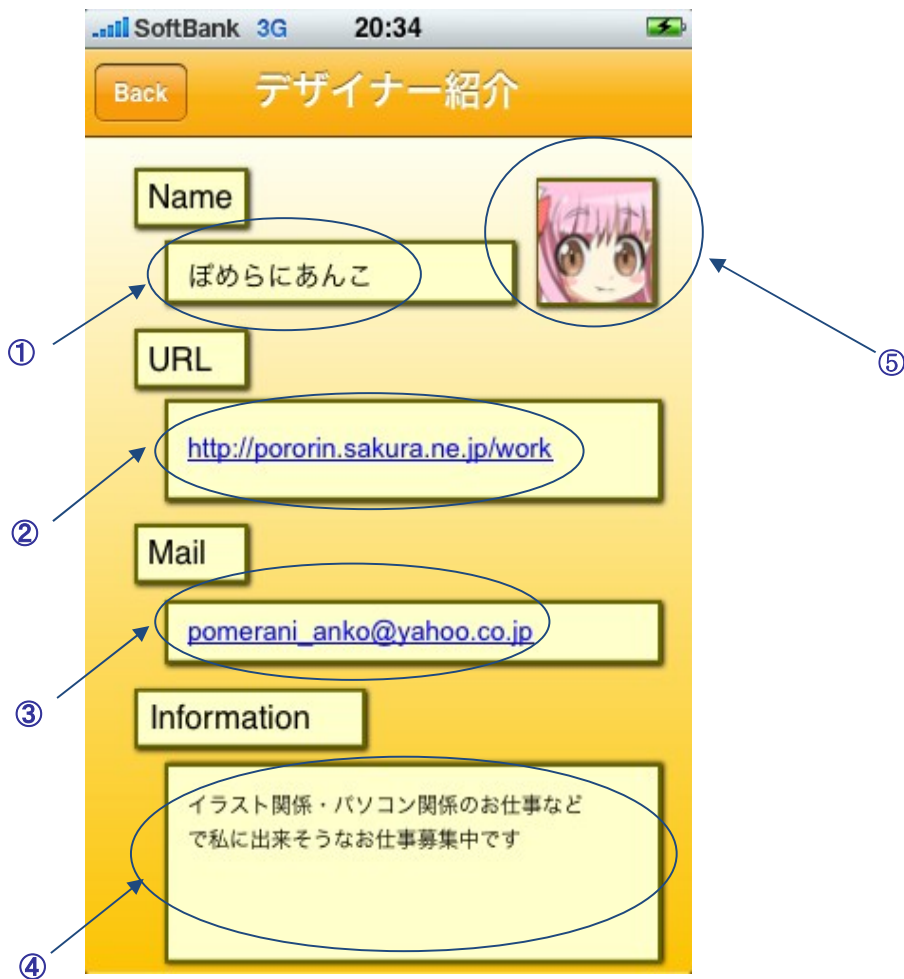 SoftBank 3G 20:34
Back デザイナー紹介
Name
ぽめらにあんこ
①
⑤
URL
http://pororin.sakura.ne.jp/work
②
Mail
pomerani_anko@yahoo.co.jp
③
Information
イラスト関係・パソコン関係のお仕事など
で私に出来そうなお仕事募集中です
④